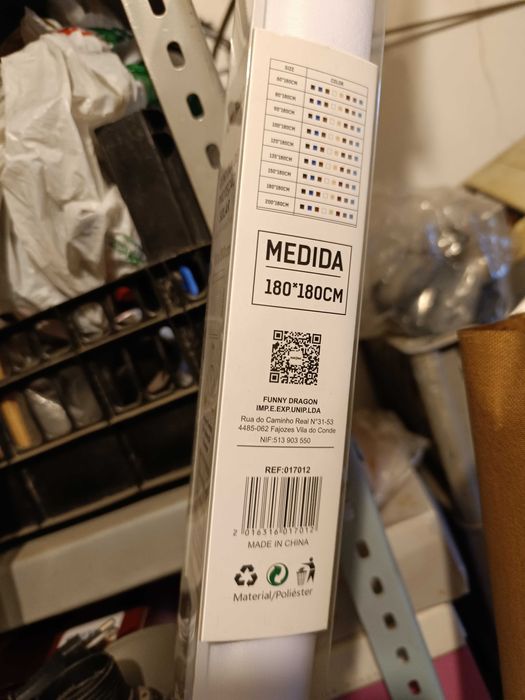 SIZE COLOR
60*180CM
80*180CM
90*180CM
100*180CM
120*180CM
135*180CM
150*180CM
180*180CM
200*180CM
MEDIDA
180*180CM
FUNNY DRAGON
IMP.E.EXP.UNIP.LDA
Rua do Caminho Real N°31-53
4485-062 Fajozes Vila do Conde
NIF:513 903 550
REF:017012
2 016316 017012
MADE IN CHINA
Material/Poliéster